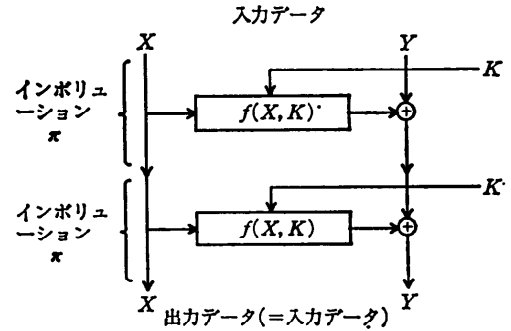 入力データ
X
Y
K
インボリュ
ーション
π
f(X, K)
K
インボリュ
ーション
π
f(X, K)
X
Y
出力データ(=入力データ)